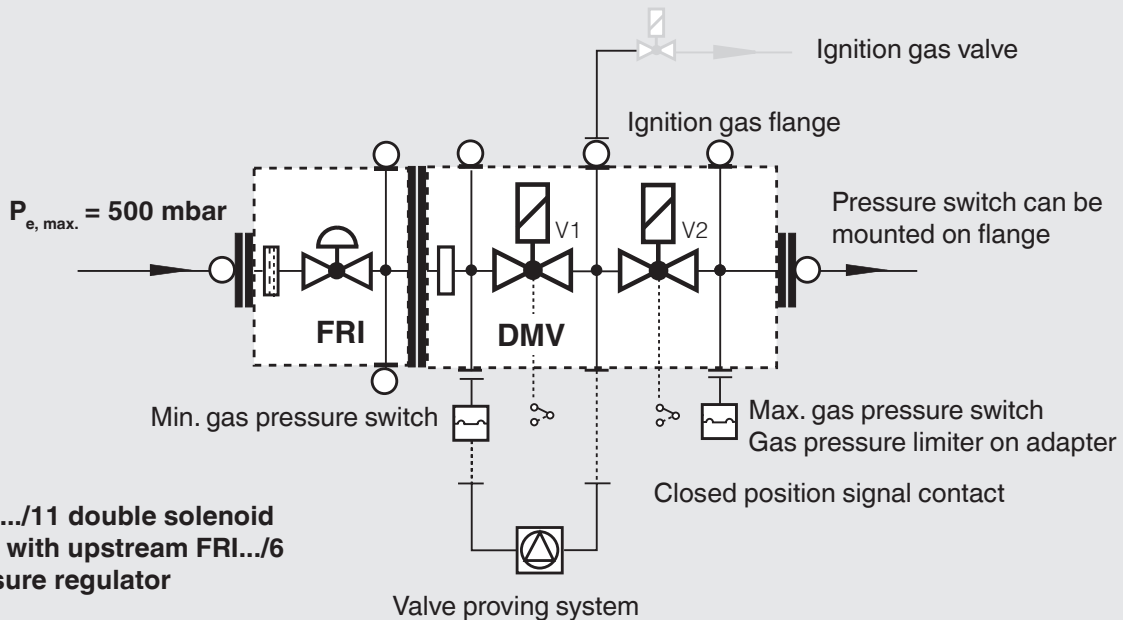 Ignition gas valve
Ignition gas flange
P e, max. = 500 mbar
Pressure switch can be
mounted on flange
V1
V2
FRI
DMV
Min. gas pressure switch
Max. gas pressure switch
Gas pressure limiter on adapter
Closed position signal contact
.../11 double solenoid
with upstream FRI.../6
sure regulator
Valve proving system